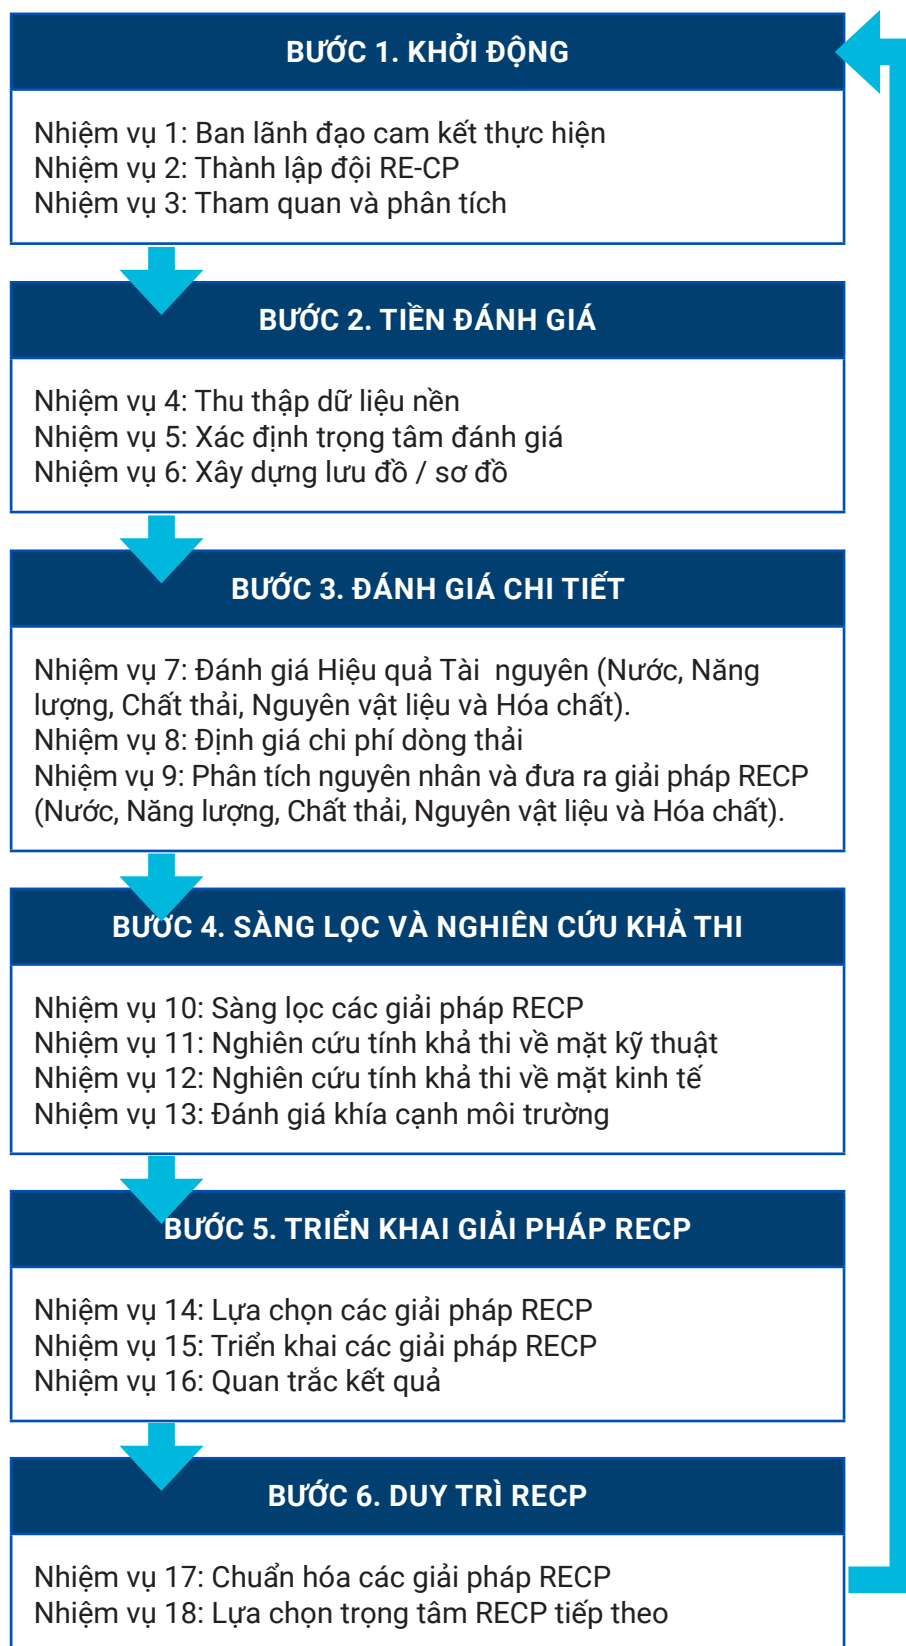 BƯỚC 1. KHỞI ĐỘNG
Nhiệm vụ 1: Ban lãnh đạo cam kết thực hiện
Nhiệm vụ 2: Thành lập đội RE-CP
Nhiệm vụ 3: Tham quan và phân tích
BƯỚC 2. TIỀN ĐÁNH GIÁ
Nhiệm vụ 4: Thu thập dữ liệu nền
Nhiệm vụ 5: Xác định trọng tâm đánh giá
Nhiệm vụ 6: Xây dựng lưu đồ / sơ đồ
BƯỚC 3. ĐÁNH GIÁ CHI TIẾT
Nhiệm vụ 7: Đánh giá Hiệu quả Tài nguyên (Nước, Năng
lượng, Chất thải, Nguyên vật liệu và Hóa chất).
Nhiệm vụ 8: Định giá chi phí dòng thải
Nhiệm vụ 9: Phân tích nguyên nhân và đưa ra giải pháp RECP
(Nước, Năng lượng, Chất thải, Nguyên vật liệu và Hóa chất).
BƯỚC 4. SÀNG LỌC VÀ NGHIÊN CỨU KHẢ THI
Nhiệm vụ 10: Sàng lọc các giải pháp RECP
Nhiệm vụ 11: Nghiên cứu tính khả thi về mặt kỹ thuật
Nhiệm vụ 12: Nghiên cứu tính khả thi về mặt kinh tế
Nhiệm vụ 13: Đánh giá khía cạnh môi trường
BƯỚC 5. TRIỂN KHAI GIẢI PHÁP RECP
Nhiệm vụ 14: Lựa chọn các giải pháp RECP
Nhiệm vụ 15: Triển khai các giải pháp RECP
Nhiệm vụ 16: Quan trắc kết quả
BƯỚC 6. DUY TRÌ RECP
Nhiệm vụ 17: Chuẩn hóa các giải pháp RECP
Nhiệm vụ 18: Lựa chọn trọng tâm RECP tiếp theo